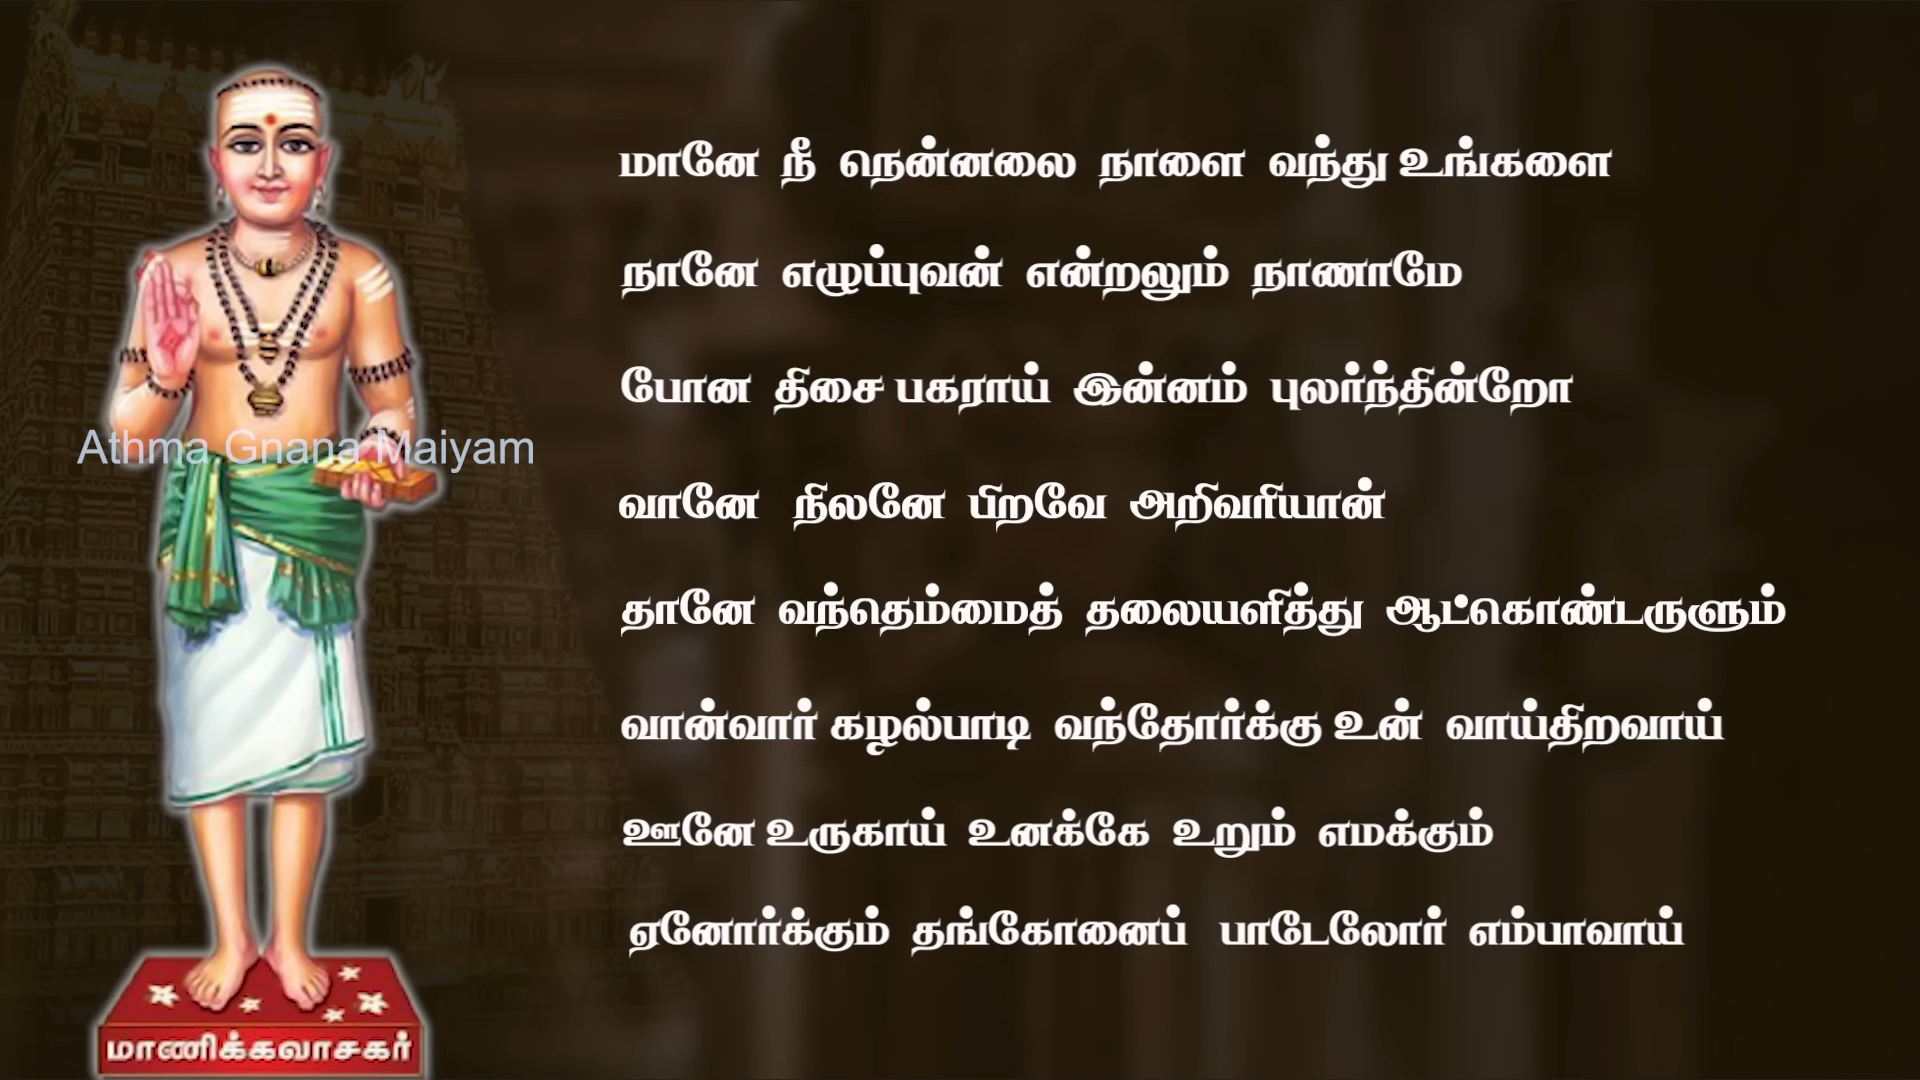 மானே நீ நென்னலை நாளை வந்து உங்களை
நானே எழுப்புவன் என்றலும் நாணாமே
போன திசை பகராய் இன்னம் புலர்ந்தின்றோ
வானே நிலனே பிறவே அறிவரியான்
தானே வந்தெம்மைத் தலையளித்து ஆட்கொண்டருளும்
வான்வார் கழல்பாடி வந்தோர்க்கு உன் வாய்திறவாய்
ஊனே உருகாய் உனக்கே உறும் எமக்கும்
ஏனோர்க்கும் தங்கோனைப் பாடேலோர் எம்பாவாய்
Athma Gnana Maiyam
மாணிக்கவாசகர்